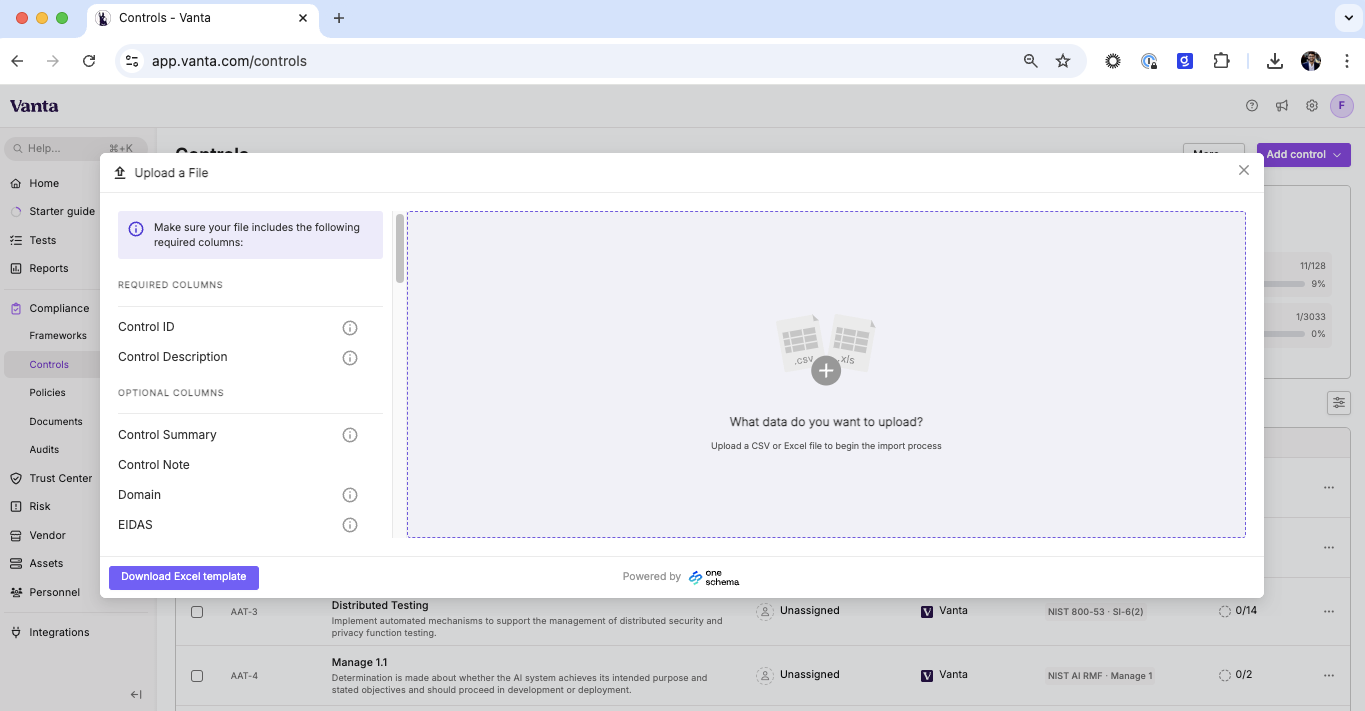 Controls - Vanta
app.vanta.com/controls
Vanta
F
Help... ⌘+K
Controls
More
Add control
Home
Starter guide
Tests
Reports
Compliance
Frameworks
Controls
Policies
Documents
Audits
Trust Center
Risk
Vendor
Assets
Personnel
Integrations
Upload a File
Make sure your file includes the following
required columns:
REQUIRED COLUMNS
Control ID
Control Description
OPTIONAL COLUMNS
Control Summary
Control Note
Domain
EIDAS
.csv
.xls
What data do you want to upload?
Upload a CSV or Excel file to begin the import process
Download Excel template
Powered by one schema
11/128
9%
1/3033
0%
AAT-3
Distributed Testing
Implement automated mechanisms to support the management of distributed security and
privacy function testing.
Unassigned
Vanta
NIST 800-53 · SI-6(2)
0/14
AAT-4
Manage 1.1
Determination is made about whether the AI system achieves its intended purpose and
stated objectives and should proceed in development or deployment.
Unassigned
Vanta
NIST AI RMF · Manage 1
0/2